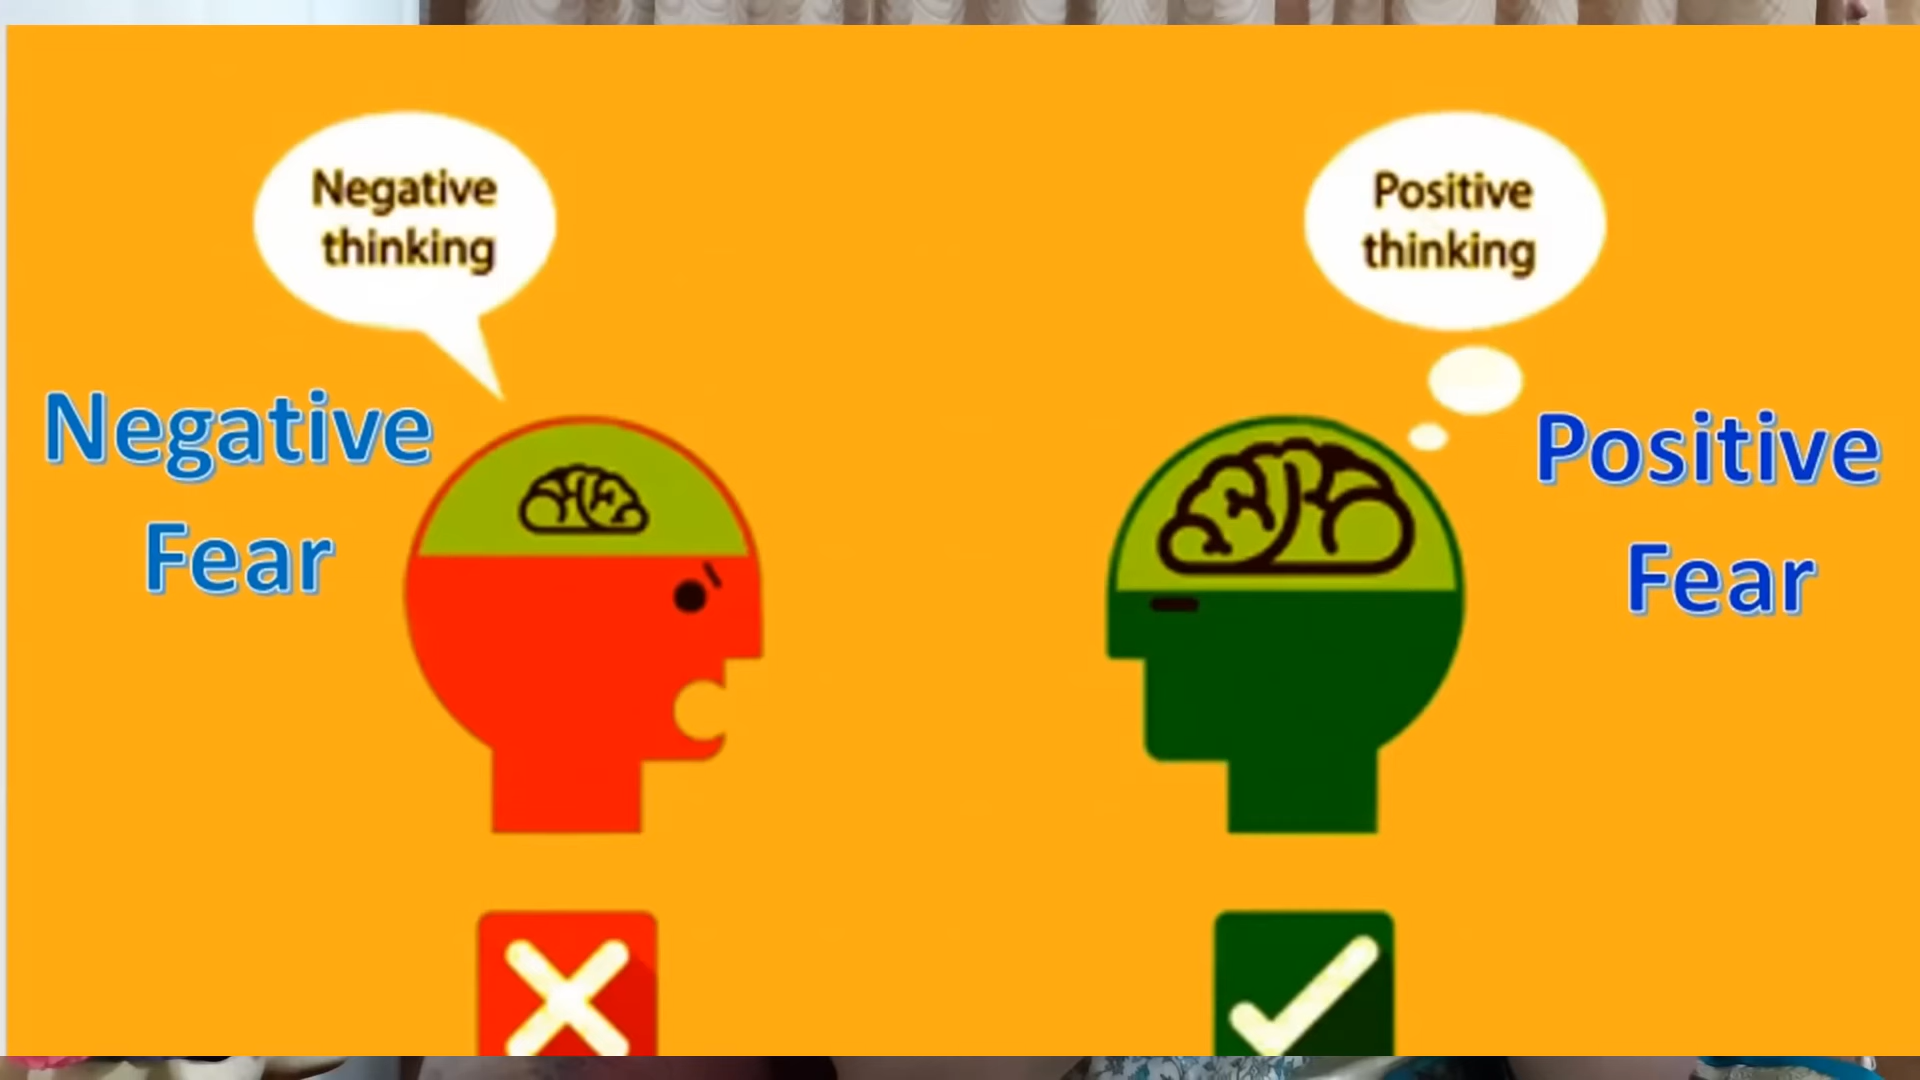 Negative
thinking
Negative
Fear
Positive
thinking
Positive
Fear